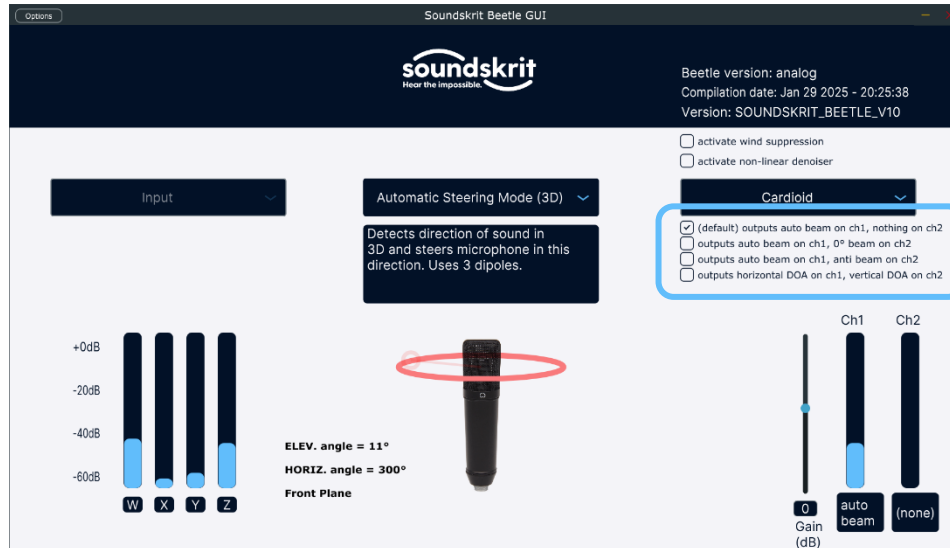 Options
Soundskrit Beetle GUI
soundskrit
Hear the impossible.
Beetle version: analog
Compilation date: Jan 29 2025 - 20:25:38
Version: SOUNDSKRIT_BEETLE_V10
activate wind suppression
activate non-linear denoiser
Input
Automatic Steering Mode (3D)
Cardioid
Detects direction of sound in
3D and steers microphone in this
direction. Uses 3 dipoles.
(default) outputs auto beam on ch1, nothing on ch2
outputs auto beam on ch1, 0° beam on ch2
outputs auto beam on ch1, anti beam on ch2
outputs horizontal DOA on ch1, vertical DOA on ch2
+0dB
-20dB
-40dB
-60dB
W X Y Z
ELEV. angle = 11°
HORIZ. angle = 300°
Front Plane
Ch1 Ch2
0
Gain
(dB)
auto
beam
(none)